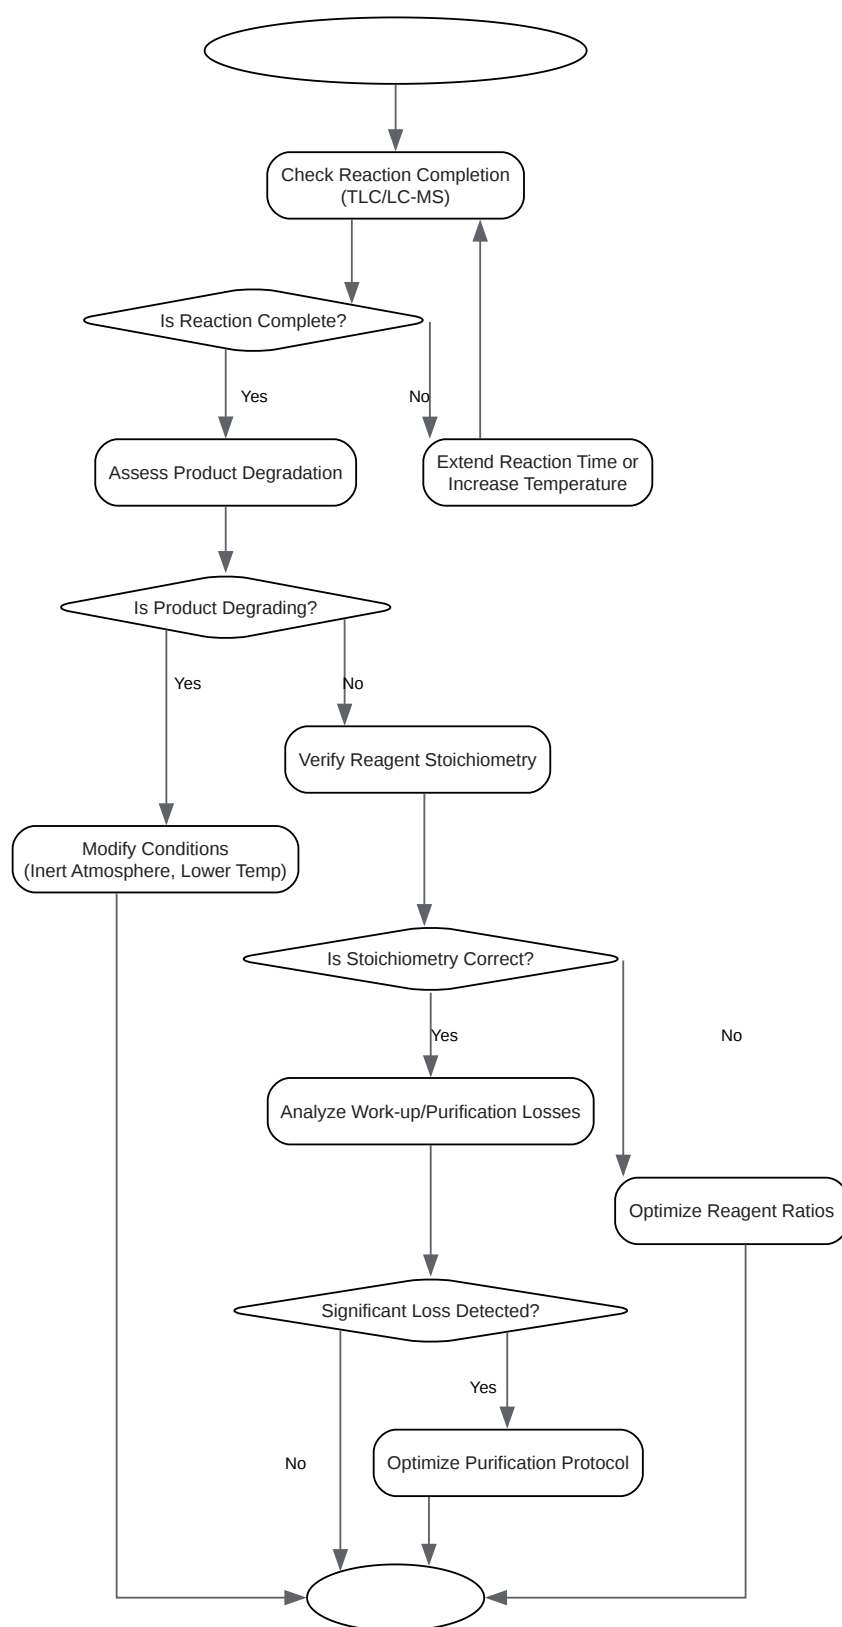 Check Reaction Completion
(TLC/LC-MS)
Is Reaction Complete?
Yes
No
Assess Product Degradation
Extend Reaction Time or
Increase Temperature
Is Product Degrading?
Yes
No
Verify Reagent Stoichiometry
Modify Conditions
(Inert Atmosphere, Lower Temp)
Is Stoichiometry Correct?
Yes
No
Analyze Work-up/Purification Losses
Optimize Reagent Ratios
Significant Loss Detected?
Yes
No
Optimize Purification Protocol